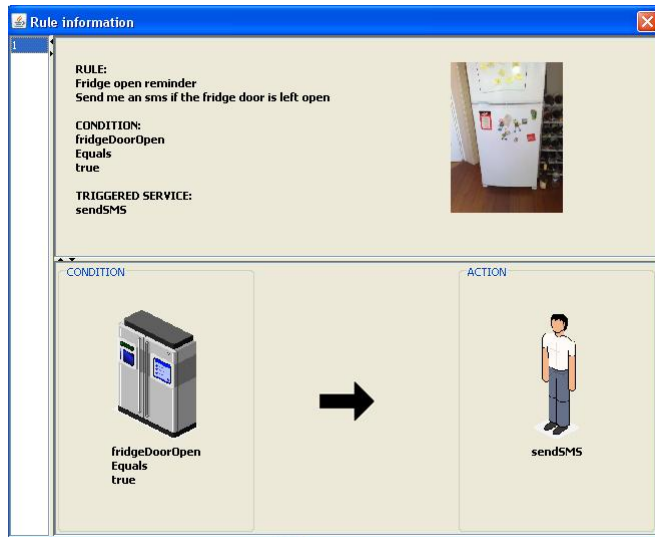 Rule information
1
RULE:
Fridge open reminder
Send me an sms if the fridge door is left open
CONDITION:
fridgeDoorOpen
Equals
true
TRIGGERED SERVICE:
sendSMS
CONDITION
fridgeDoorOpen
Equals
true
ACTION
sendSMS